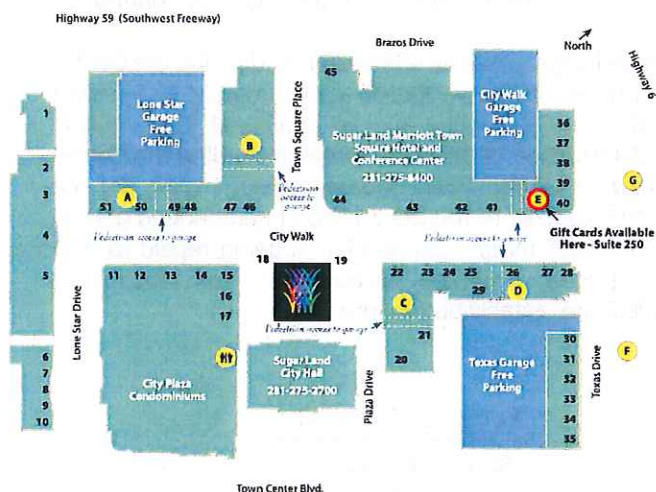 Highway 59 (Southwest Freeway)
Brazos Drive
North
Highway 6
45
Lone Star
Garage
Free
Parking
City Walk
Garage
Free
Parking
1
B
Town Square Place
36
2
Sugar Land Marriott Town
Square Hotel and
Conference Center
281-275-8400
37
38
G
3
A
39
E
40
51 50 49 48 47 46
Pedestrian
access to
garage
44 43 42 41
Gift Cards Available
Here - Suite 250
4
Pedestrian access to garage
City Walk
Pedestrian access to garage
18 19
5
11 12 13 14 15
22 23 24 25 26 27 28
16
29 D
17
C
Pedestrian access to garage
21
Lone Star Drive
6
7
8
9
10
City Plaza
Condominiums
Sugar Land
City Hall
281-275-2700
Plaza Drive
20
Texas Garage
Free
Parking
30
31
32
33
34
35
Texas Drive
F
Town Center Blvd.